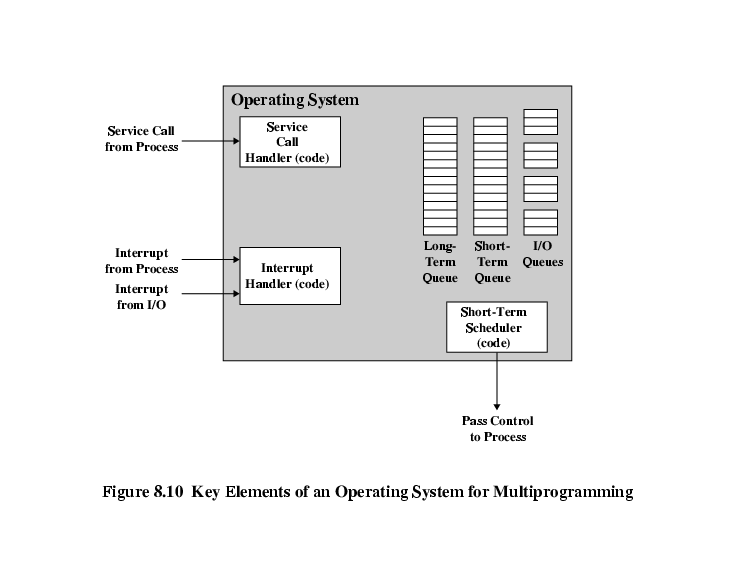 Operating System
Service Call
from Process
Service
Call
Handler (code)
Interrupt
from Process
Interrupt
from I/O
Interrupt
Handler (code)
Long-
Term
Queue
Short-
Term
Queue
I/O
Queues
Short-Term
Scheduler
(code)
Pass Control
to Process
Figure 8.10 Key Elements of an Operating System for Multiprogramming